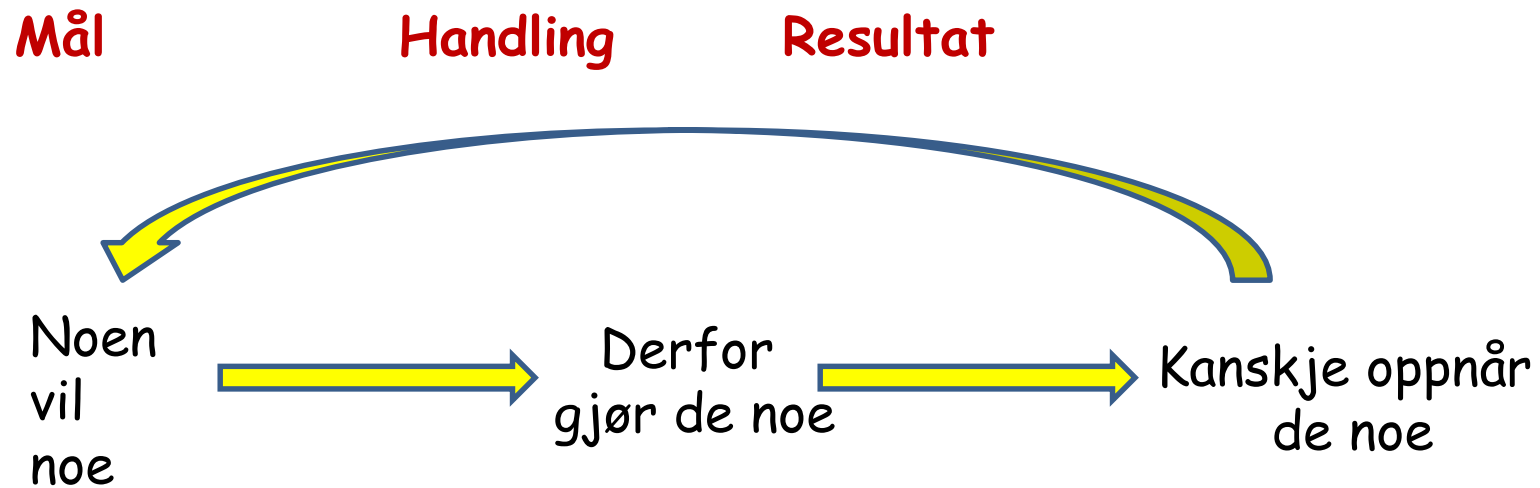 Mål Handling Resultat
Noen
vil
noe
Derfor
gjør de noe
Kanskje oppnår
de noe